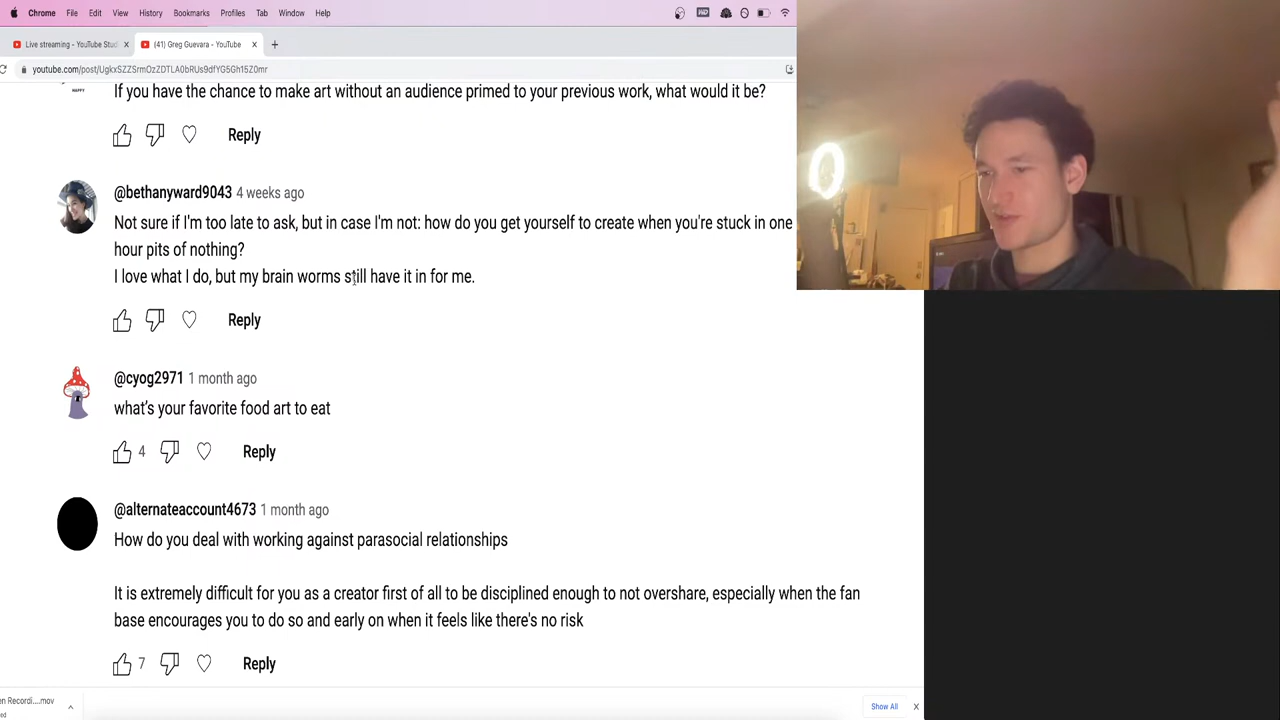 Chrome File Edit View History Bookmarks Profiles Tab Window Help
Live streaming - YouTube Stud
(41) Greg Guevara - YouTube
youtube.com/post/UgkxSZZSrmOzZDTLA0bRUs9dfYG5Gh15Z0mr
HAPPY
If you have the chance to make art without an audience primed to your previous work, what would it be?
Reply
@bethanyward9043 4 weeks ago
Not sure if I'm too late to ask, but in case I'm not: how do you get yourself to create when you're stuck in one
hour pits of nothing?
I love what I do, but my brain worms still have it in for me.
Reply
@cyog2971 1 month ago
what's your favorite food art to eat
4 Reply
@alternateaccount4673 1 month ago
How do you deal with working against parasocial relationships
It is extremely difficult for you as a creator first of all to be disciplined enough to not overshare, especially when the fan
base encourages you to do so and early on when it feels like there's no risk
7 Reply
en Recordi....mov
Show All